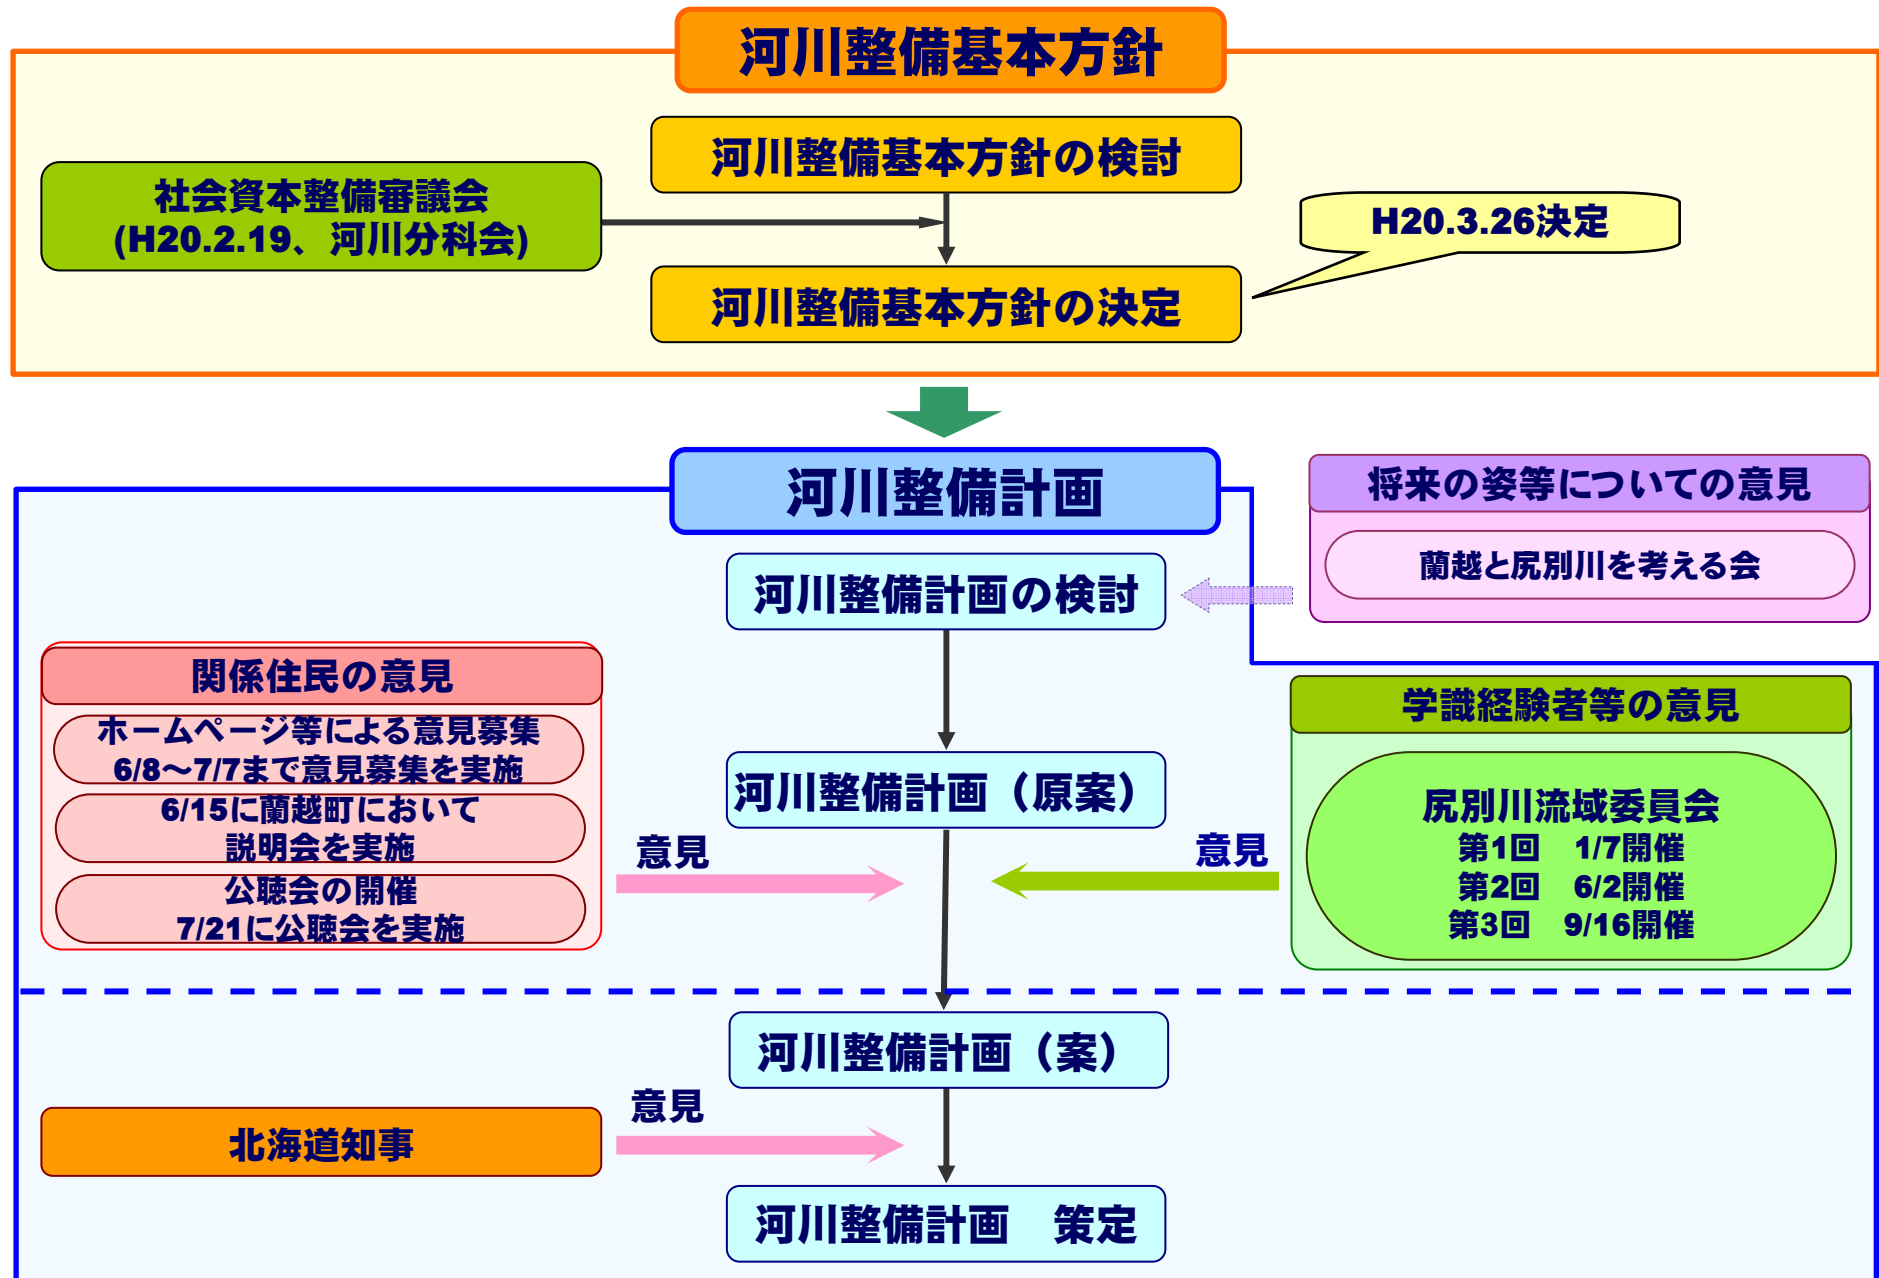 河川整備基本方針
河川整備基本方針の検討
社会資本整備審議会
(H20.2.19、河川分科会)
H20.3.26決定
河川整備基本方針の決定
河川整備計画
将来の姿等についての意見
蘭越と尻別川を考える会
河川整備計画の検討
関係住民の意見
ホームページ等による意見募集
6/8～7/7まで意見募集を実施
6/15に蘭越町において
説明会を実施
公聴会の開催
7/21に公聴会を実施
意見
河川整備計画（原案）
意見
学識経験者等の意見
尻別川流域委員会
第1回　1/7開催
第2回　6/2開催
第3回　9/16開催
河川整備計画（案）
意見
北海道知事
河川整備計画　策定